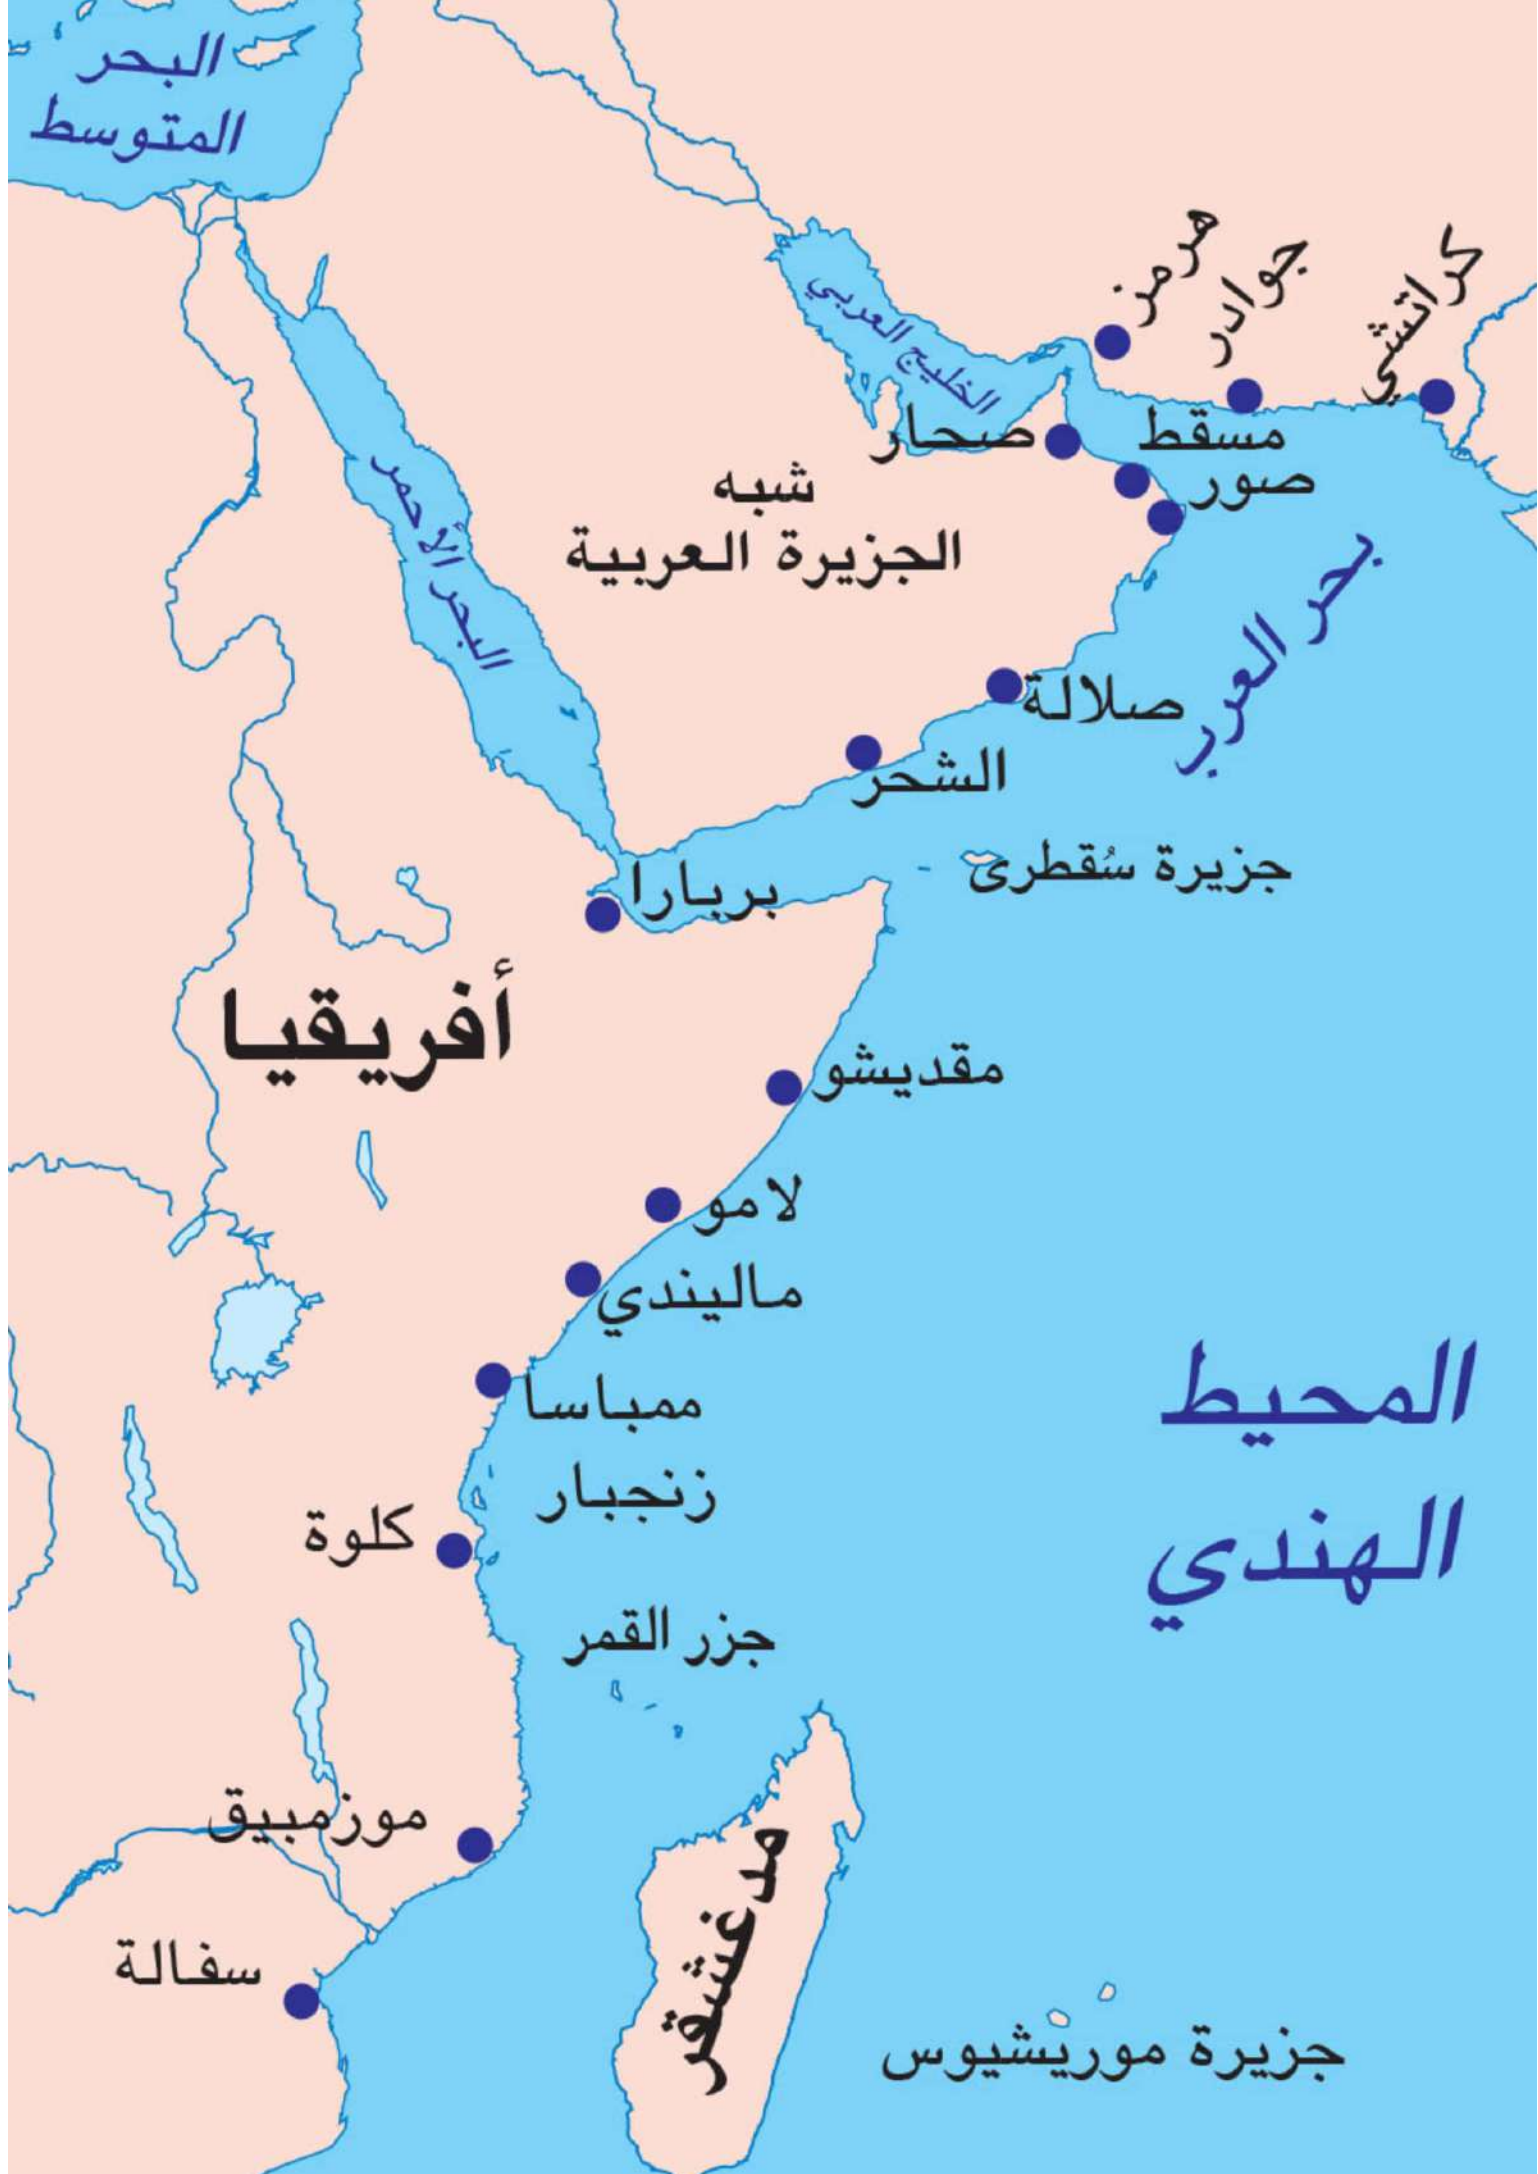 البحر
المتوسط
هرمز
جوادر
كراتشي
الخليج العربي
صحار
مسقط
صور
شبه
الجزيرة العربية
البحر الأحمر
بحر العرب
صلالة
الشحر
جزيرة سُقطرى
بربارا
أفريقيا
مقديشو
لامو
ماليندي
ممباسا
زنجبار
كلوة
المحيط
الهندي
جزر القمر
موزمبيق
مدغشقر
سفالة
جزيرة موريشيوس